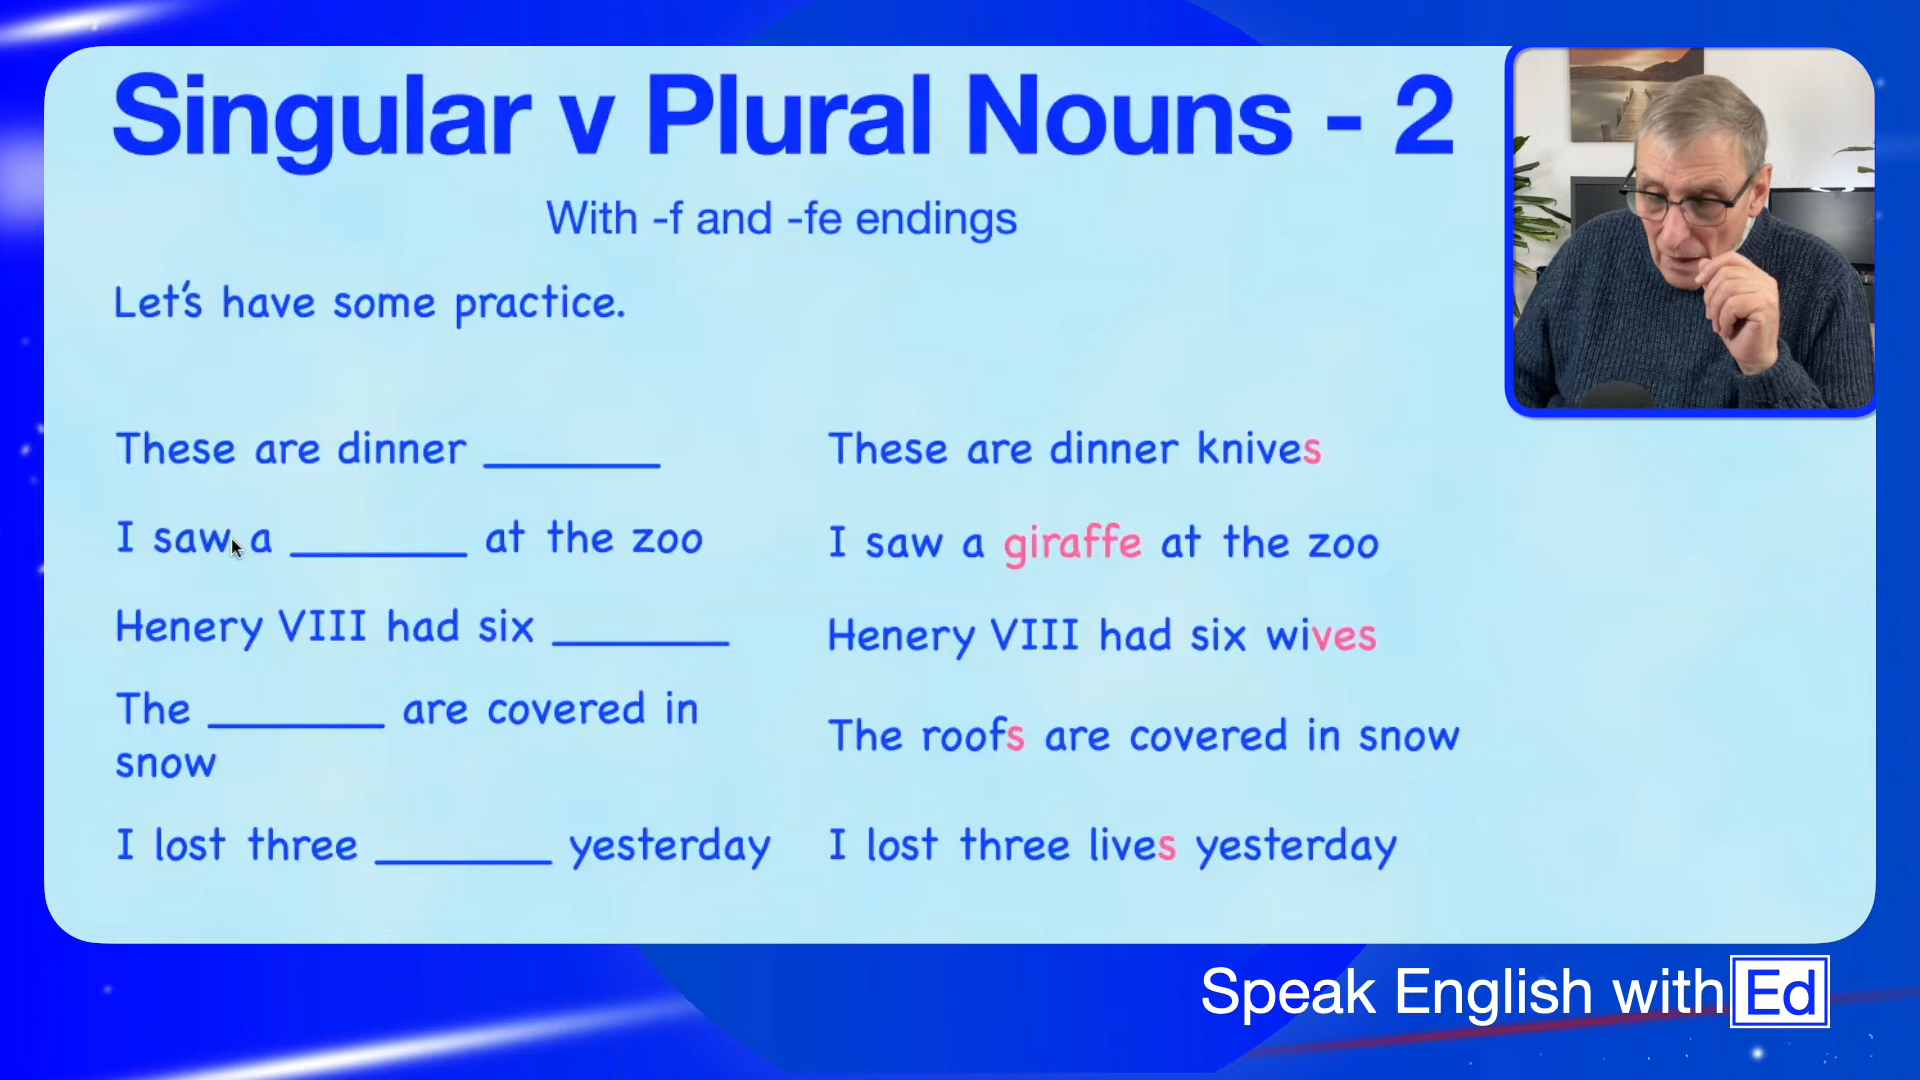 Singular v Plural Nouns - 2
With -f and -fe endings
Let's have some practice.
These are dinner ________
I saw a ________ at the zoo
Henery VIII had six ________
The ________ are covered in
snow
I lost three ________ yesterday
These are dinner knives
I saw a giraffe at the zoo
Henery VIII had six wives
The roofs are covered in snow
I lost three lives yesterday
Speak English with Ed